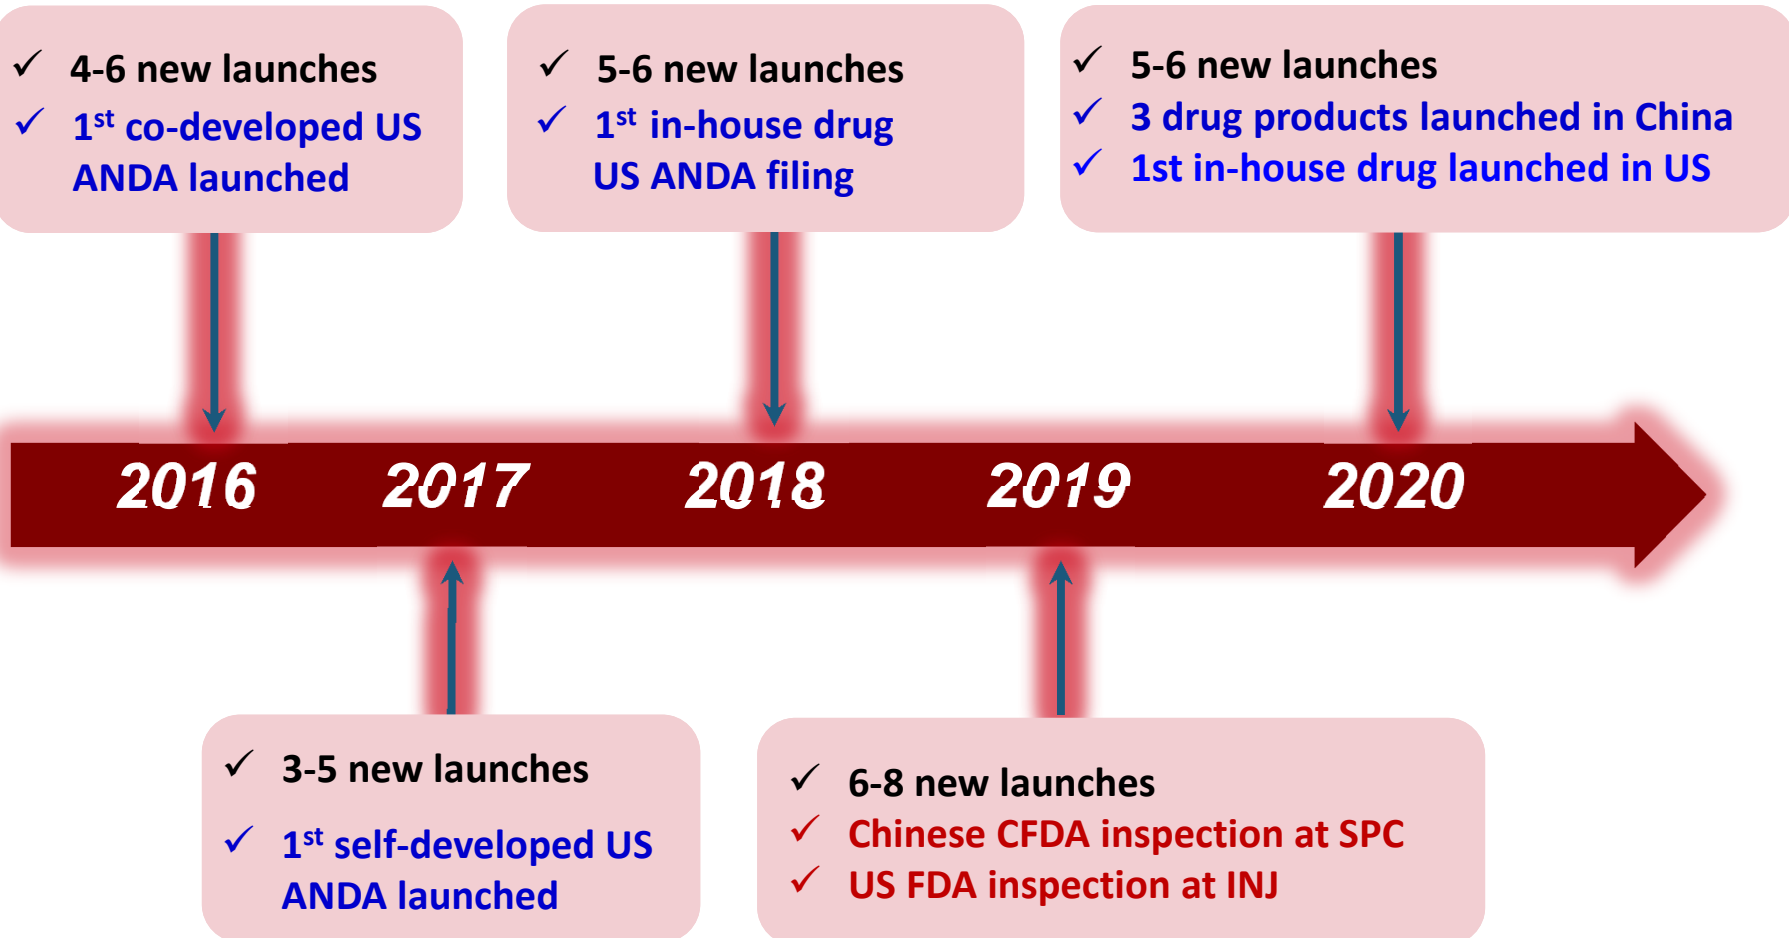 ✓ 4-6 new launches
✓ 1st co-developed US
ANDA launched
✓ 5-6 new launches
✓ 1st in-house drug
US ANDA filing
✓ 5-6 new launches
✓ 3 drug products launched in China
✓ 1st in-house drug launched in US
2016 2017 2018 2019 2020
✓ 3-5 new launches
✓ 1st self-developed US
ANDA launched
✓ 6-8 new launches
✓ Chinese CFDA inspection at SPC
✓ US FDA inspection at INJ